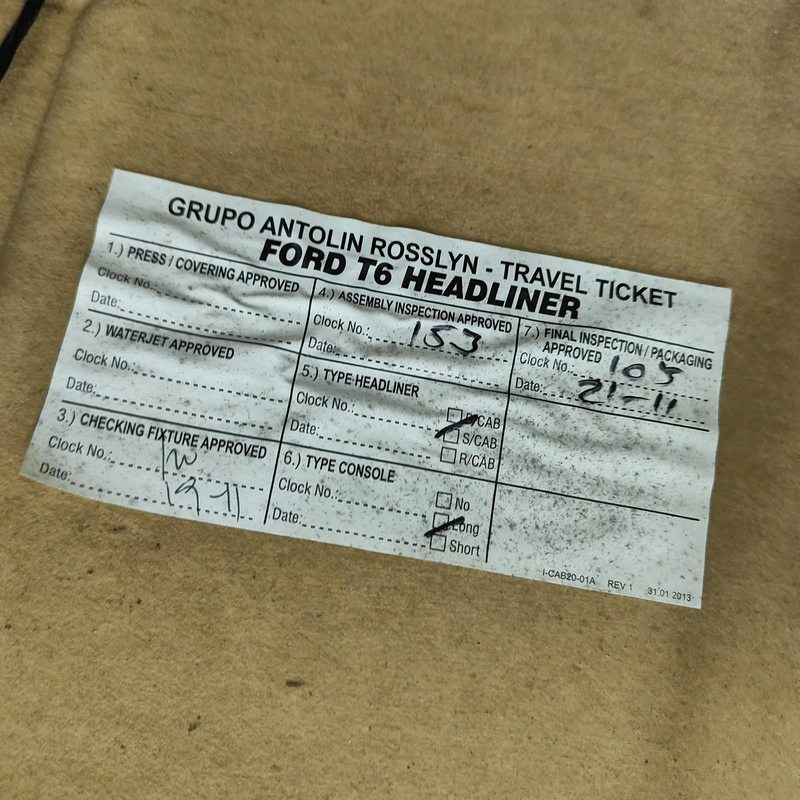 GRUPO ANTOLIN ROSSLYN - TRAVEL TICKET
FORD T6 HEADLINER
1.) PRESS / COVERING APPROVED
Clock No.:
Date:
2.) WATERJET APPROVED
Clock No.:
Date:
3.) CHECKING FIXTURE APPROVED
Clock No.:
Date: 19-11
4.) ASSEMBLY INSPECTION APPROVED
Clock No.: 153
Date:
5.) TYPE HEADLINER
Clock No.:
Date:
D/CAB
S/CAB
R/CAB
6.) TYPE CONSOLE
Clock No.:
Date:
No
Long
Short
7.) FINAL INSPECTION / PACKAGING
APPROVED
Clock No.: 105
Date: 21-11
I-CAB20-01A REV 1 31.01 2013